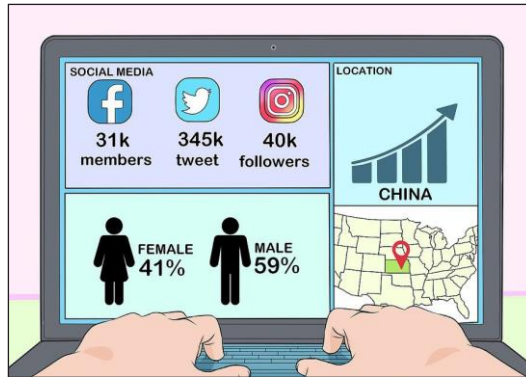 SOCIAL MEDIA
31k
members
345k
tweet
40k
followers
LOCATION
CHINA
FEMALE
41%
MALE
59%